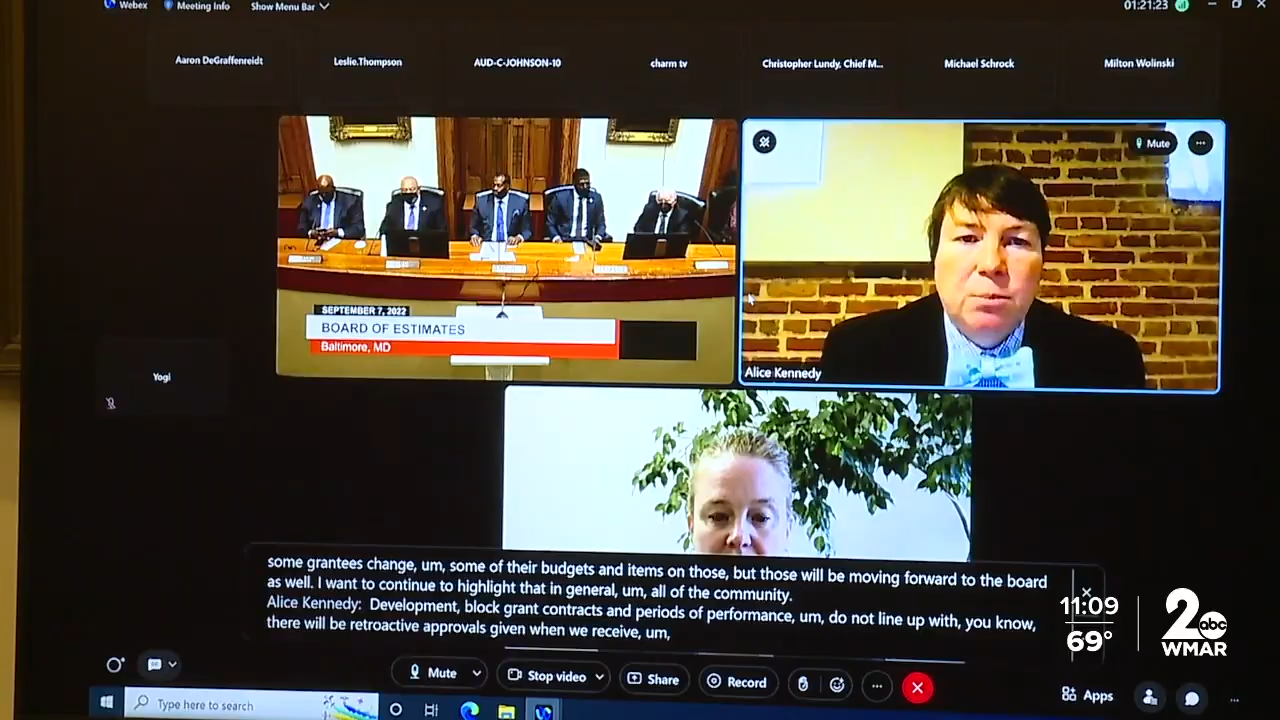 Webex
Meeting Info
Show Menu Bar
01:21:23
Aaron DeGraffenreidt
Leslie.Thompson
AUD-C-JOHNSON-10
charm tv
Christopher Lundy, Chief M...
Michael Schrock
Milton Wolinski
Mute
SEPTEMBER 7, 2022
BOARD OF ESTIMATES
Baltimore, MD
Alice Kennedy
Yogi
some grantees change, um, some of their budgets and items on those, but those will be moving forward to the board
as well. I want to continue to highlight that in general, um, all of the community.
Alice Kennedy: Development, block grant contracts and periods of performance, um, do not line up with, you know,
there will be retroactive approvals given when we receive, um,
11:09
69°
2
abc
WMAR
Mute
Stop video
Share
Record
Apps
Type here to search